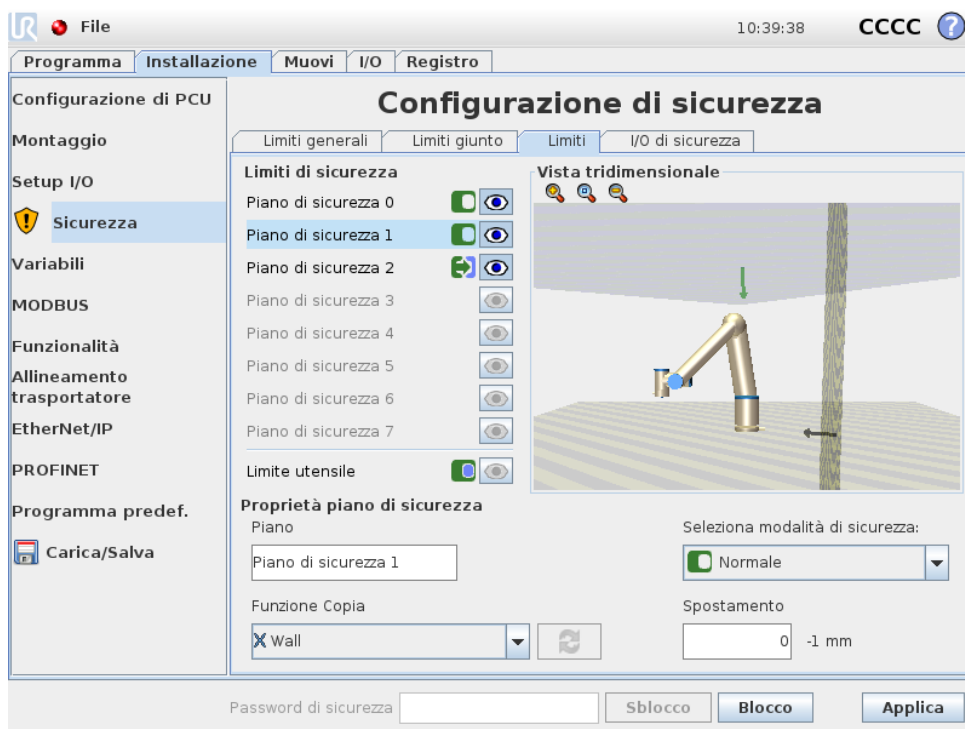 UR File 10:39:38 CCCC ?
Programma Installazione Muovi I/O Registro
Configurazione di PCU
Montaggio
Setup I/O
Sicurezza
Variabili
MODBUS
Funzionalità
Allineamento
trasportatore
EtherNet/IP
PROFINET
Programma predef.
Carica/Salva
Configurazione di sicurezza
Limiti generali Limiti giunto Limiti I/O di sicurezza
Limiti di sicurezza
Piano di sicurezza 0
Piano di sicurezza 1
Piano di sicurezza 2
Piano di sicurezza 3
Piano di sicurezza 4
Piano di sicurezza 5
Piano di sicurezza 6
Piano di sicurezza 7
Limite utensile
Vista tridimensionale
Proprietà piano di sicurezza
Piano
Piano di sicurezza 1
Seleziona modalità di sicurezza:
Normale
Funzione Copia
Wall
Spostamento
0 -1 mm
Password di sicurezza Sblocco Blocco Applica